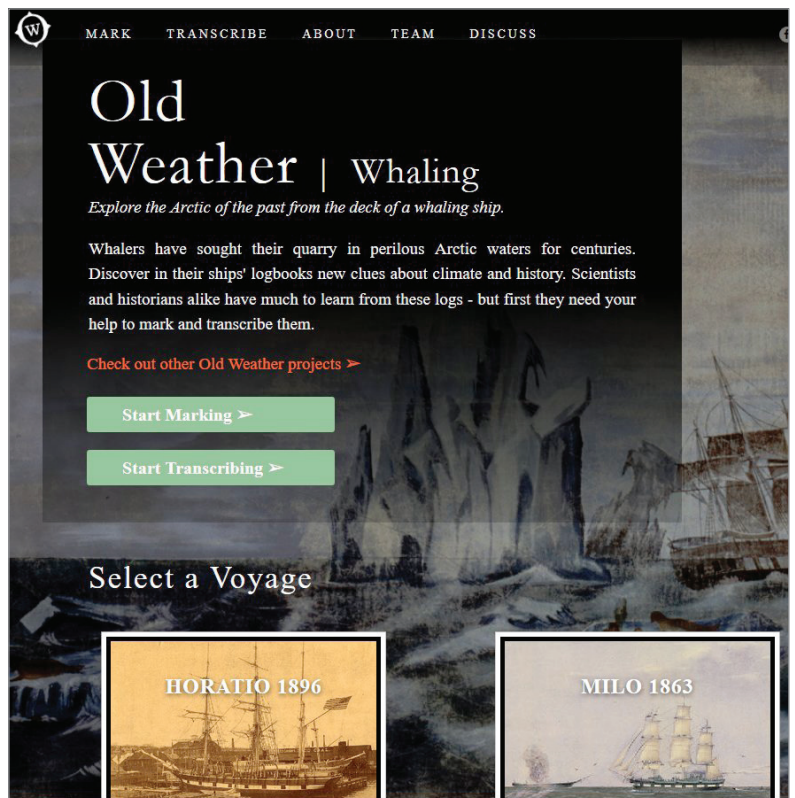 W
MARK TRANSCRIBE ABOUT TEAM DISCUSS
f
Old
Weather | Whaling
Explore the Arctic of the past from the deck of a whaling ship.
Whalers have sought their quarry in perilous Arctic waters for centuries.
Discover in their ships' logbooks new clues about climate and history. Scientists
and historians alike have much to learn from these logs - but first they need your
help to mark and transcribe them.
Check out other Old Weather projects ➢
Start Marking ➢
Start Transcribing ➢
Select a Voyage
HORATIO 1896
MILO 1863